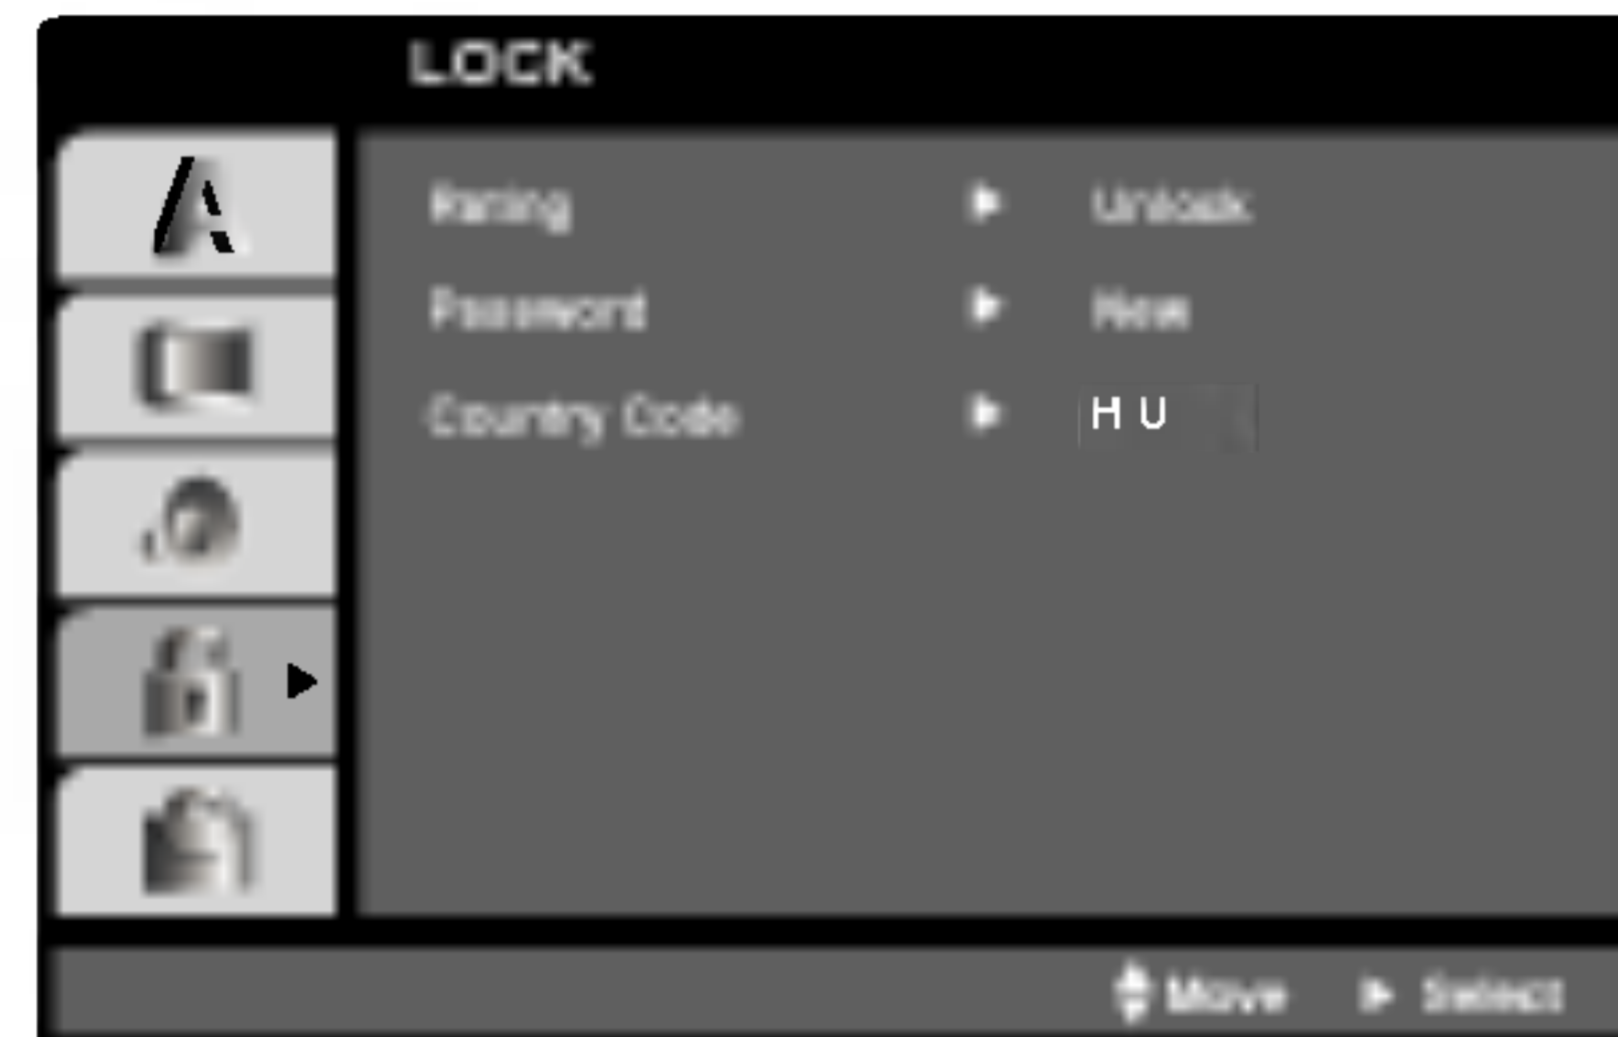 LOCK
A
Rating ▶ Unlock
Password ▶ New
Country Code ▶ H U
Move ▶ Select